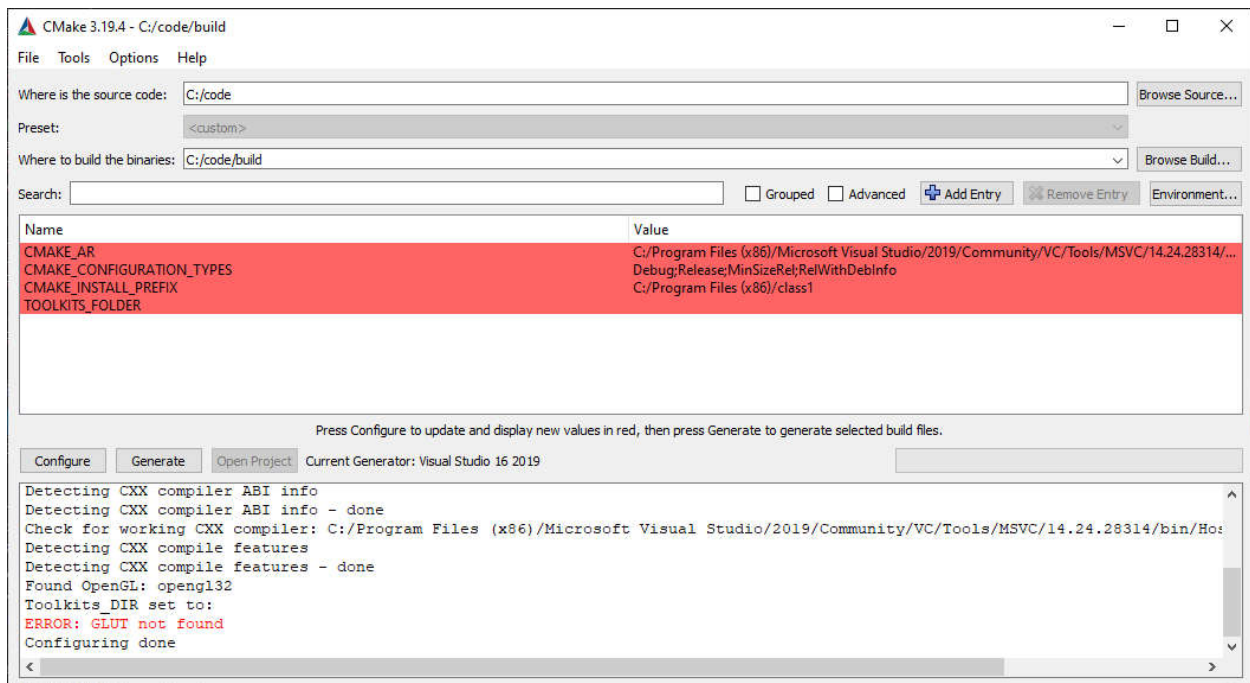 CMake 3.19.4 - C:/code/build
File Tools Options Help
Where is the source code: C:/code Browse Source...
Preset: <custom>
Where to build the binaries: C:/code/build Browse Build...
Search: Grouped Advanced Add Entry Remove Entry Environment...
Name Value
CMAKE_AR C:/Program Files (x86)/Microsoft Visual Studio/2019/Community/VC/Tools/MSVC/14.24.28314/...
CMAKE_CONFIGURATION_TYPES Debug;Release;MinSizeRel;RelWithDebInfo
CMAKE_INSTALL_PREFIX C:/Program Files (x86)/class1
TOOLKITS_FOLDER
Press Configure to update and display new values in red, then press Generate to generate selected build files.
Configure Generate Open Project Current Generator: Visual Studio 16 2019
Detecting CXX compiler ABI info
Detecting CXX compiler ABI info - done
Check for working CXX compiler: C:/Program Files (x86)/Microsoft Visual Studio/2019/Community/VC/Tools/MSVC/14.24.28314/bin/Hos
Detecting CXX compile features
Detecting CXX compile features - done
Found OpenGL: opengl32
Toolkits_DIR set to:
ERROR: GLUT not found
Configuring done